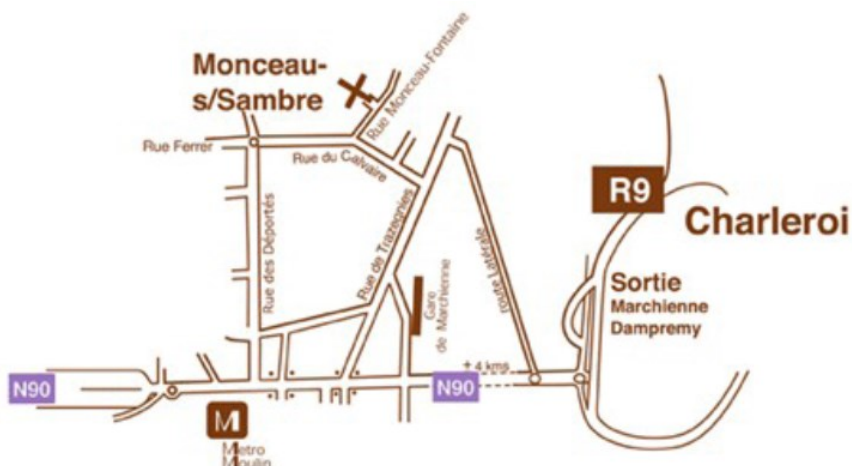 Monceau-
s/Sambre
Rue Monceau-Fontaine
Rue Ferrer
Rue du Calvaire
R9
Charleroi
Rue des Déportés
Rue de Trazegnies
Gare
de Marchienne
Route Latérale
Sortie
Marchienne
Dampremy
± 4 kms
N90
N90
M
Metro
Moulin